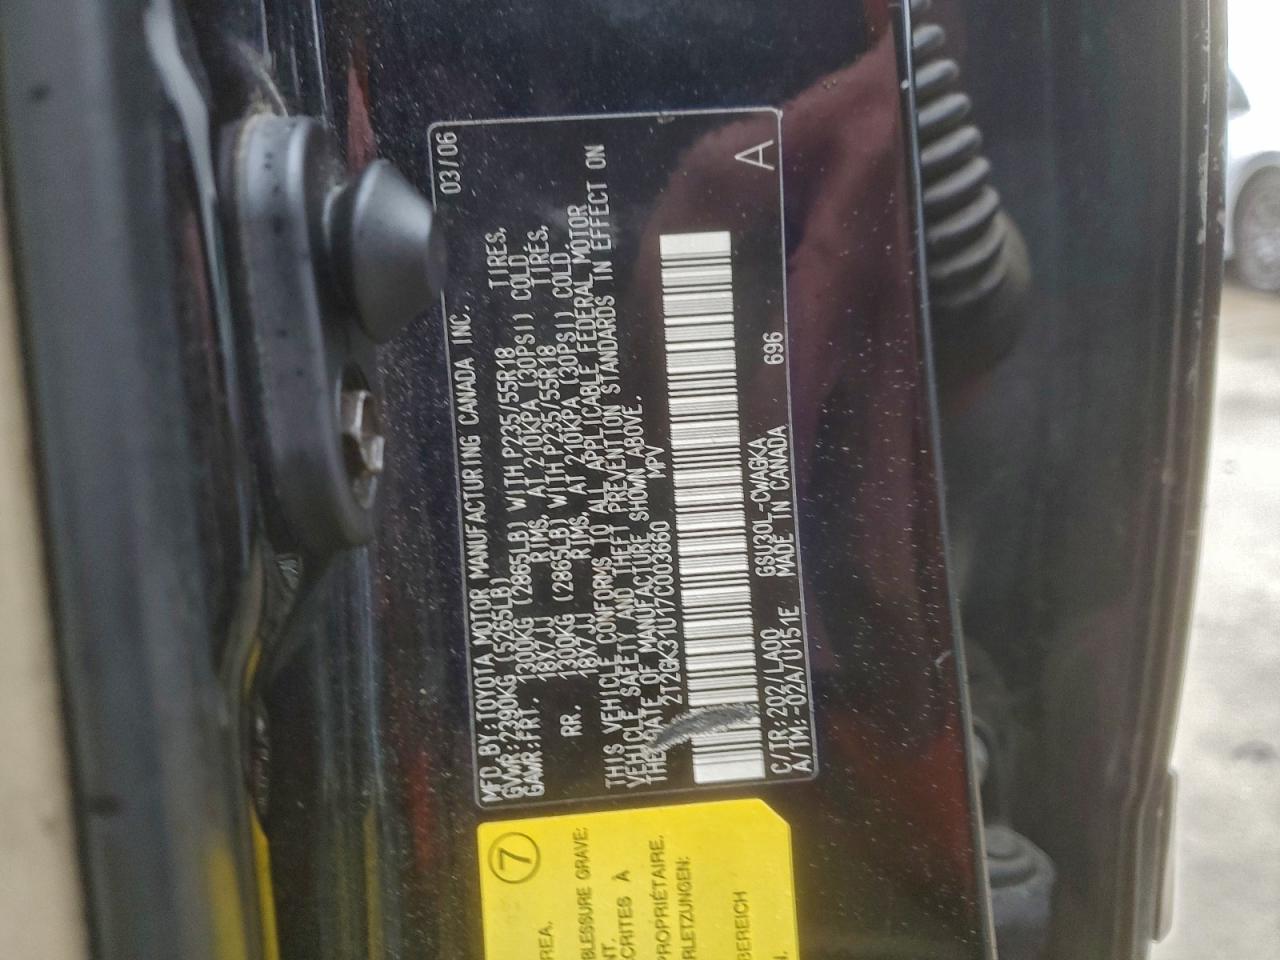 MFD. BY: TOYOTA MOTOR MANUFACTURING CANADA INC. 03/06
GVWR: 2390KG (5265LB)
GAWR: FRT. 1300KG (2865LB) WITH P235/55R18 TIRES,
18X7JJ RIMS, AT 210KPA (30PSI) COLD
RR. 1300KG (2865LB) WITH P235/55R18 TIRES,
18X7JJ RIMS, AT 210KPA (30PSI) COLD.
THIS VEHICLE CONFORMS TO ALL APPLICABLE FEDERAL MOTOR
VEHICLE SAFETY AND THEFT PREVENTION STANDARDS IN EFFECT ON
THE DATE OF MANUFACTURE SHOWN ABOVE.
2T2GK31U17C003660 MPV
C/TR: 202/LAQ0 GSU30L-CWAGKA A
A/TM: -02A/U151E MADE IN CANADA 696
7
REA.
BLESSURE GRAVE:
NT.
CRITES À
PROPRIÉTAIRE.
RLETZUNGEN:
BEREICH
N.